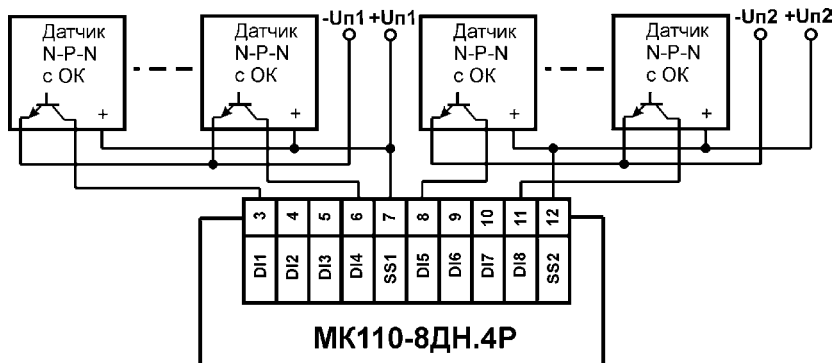 Датчик
N-P-N
с ОК
+
Датчик
N-P-N
с ОК
+
-Uп1 +Uп1
Датчик
N-P-N
с ОК
+
Датчик
N-P-N
с ОК
+
-Uп2 +Uп2
3 4 5 6 7 8 9 10 11 12
DI1 DI2 DI3 DI4 SS1 DI5 DI6 DI7 DI8 SS2
МК110-8ДН.4Р